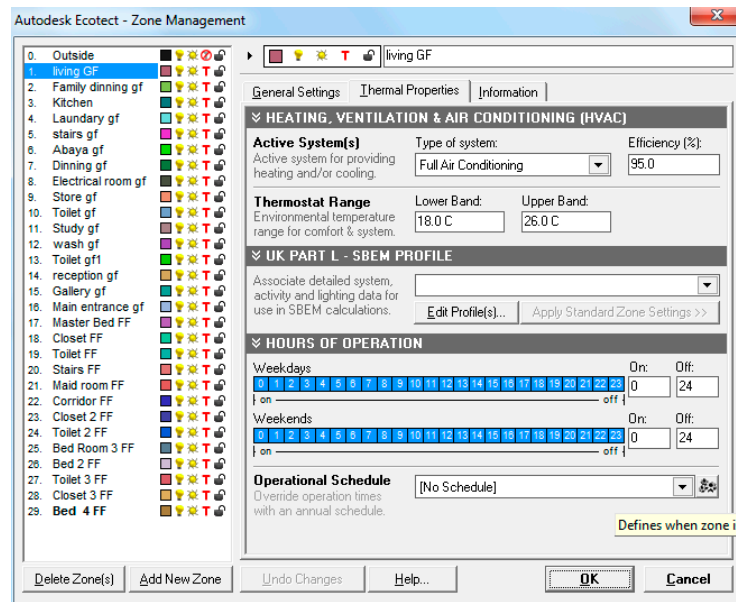 Autodesk Ecotect - Zone Management
0. Outside
1. living GF
2. Family dinning gf
3. Kitchen
4. Laundary gf
5. stairs gf
6. Abaya gf
7. Dinning gf
8. Electrical room gf
9. Store gf
10. Toilet gf
11. Study gf
12. wash gf
13. Toilet gf1
14. reception gf
15. Gallery gf
16. Main entrance gf
17. Master Bed FF
18. Closet FF
19. Toilet FF
20. Stairs FF
21. Maid room FF
22. Corridor FF
23. Closet 2 FF
24. Toilet 2 FF
25. Bed Room 3 FF
26. Bed 2 FF
27. Toilet 3 FF
28. Closet 3 FF
29. Bed 4 FF
Delete Zone(s) Add New Zone
T living GF
General Settings Thermal Properties Information
HEATING, VENTILATION & AIR CONDITIONING (HVAC)
Active System(s) Type of system: Efficiency (%):
Active system for providing
heating and/or cooling.
Full Air Conditioning 95.0
Thermostat Range Lower Band: Upper Band:
Environmental temperature
range for comfort & system.
18.0 C 26.0 C
UK PART L - SBEM PROFILE
Associate detailed system,
activity and lighting data for
use in SBEM calculations.
Edit Profile(s)... Apply Standard Zone Settings >>
HOURS OF OPERATION
Weekdays On: Off:
0 1 2 3 4 5 6 7 8 9 10 11 12 13 14 15 16 17 18 19 20 21 22 23 0 24
on off
Weekends On: Off:
0 1 2 3 4 5 6 7 8 9 10 11 12 13 14 15 16 17 18 19 20 21 22 23 0 24
on off
Operational Schedule [No Schedule]
Override operation times
with an annual schedule.
Defines when zone i
Undo Changes Help... OK Cancel